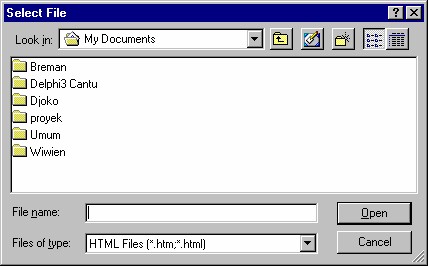 Select File
Look in: My Documents
Breman
Delphi3 Cantu
Djoko
proyek
Umum
Wiwien
File name: Open
Files of type: HTML Files (*.htm;*.html) Cancel